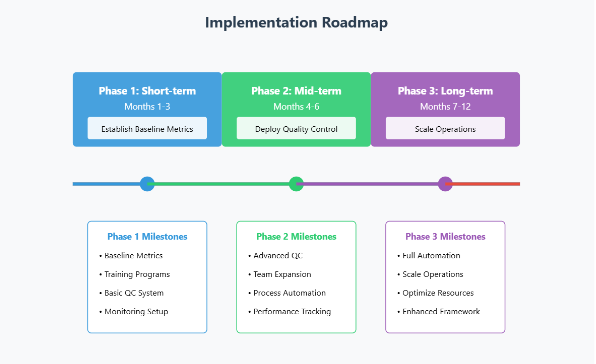 Implementation Roadmap
Phase 1: Short-term
Months 1-3
Establish Baseline Metrics
Phase 2: Mid-term
Months 4-6
Deploy Quality Control
Phase 3: Long-term
Months 7-12
Scale Operations
Phase 1 Milestones
• Baseline Metrics
• Training Programs
• Basic QC System
• Monitoring Setup
Phase 2 Milestones
• Advanced QC
• Team Expansion
• Process Automation
• Performance Tracking
Phase 3 Milestones
• Full Automation
• Scale Operations
• Optimize Resources
• Enhanced Framework